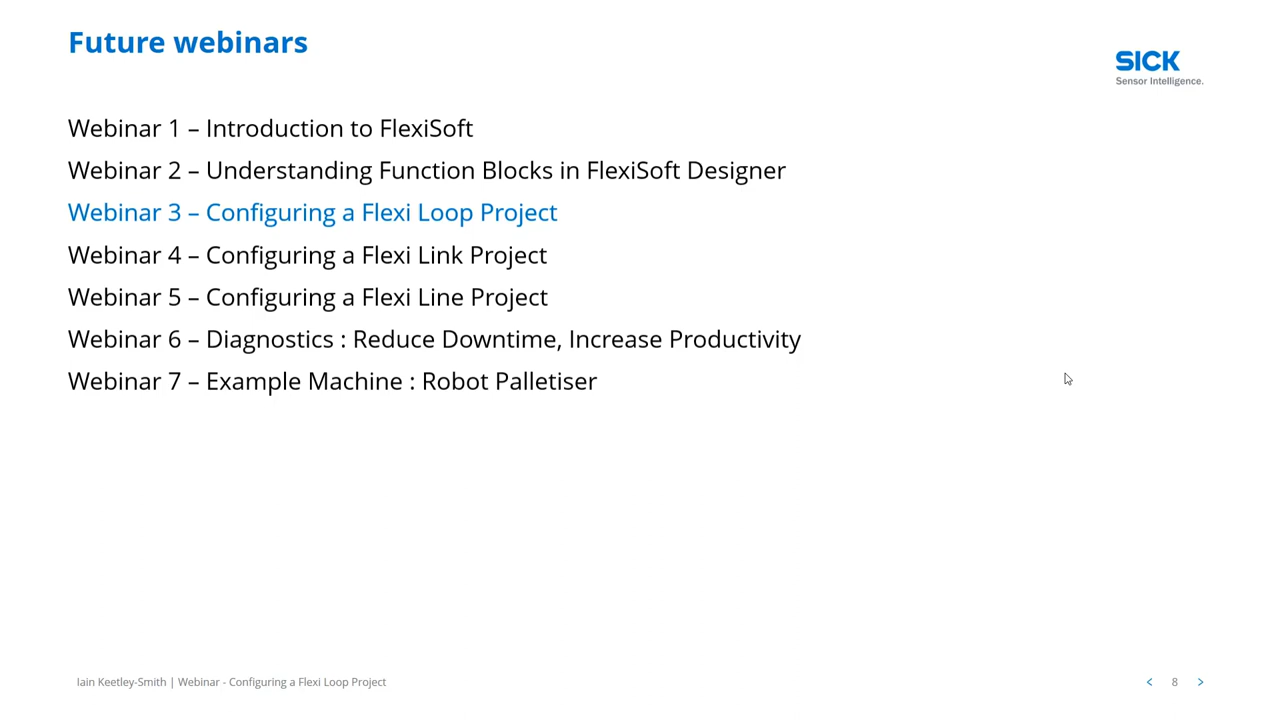 Future webinars
SICK
Sensor Intelligence.
Webinar 1 – Introduction to FlexiSoft
Webinar 2 – Understanding Function Blocks in FlexiSoft Designer
Webinar 3 – Configuring a Flexi Loop Project
Webinar 4 – Configuring a Flexi Link Project
Webinar 5 – Configuring a Flexi Line Project
Webinar 6 – Diagnostics : Reduce Downtime, Increase Productivity
Webinar 7 – Example Machine : Robot Palletiser
Iain Keetley-Smith | Webinar - Configuring a Flexi Loop Project
< 8 >